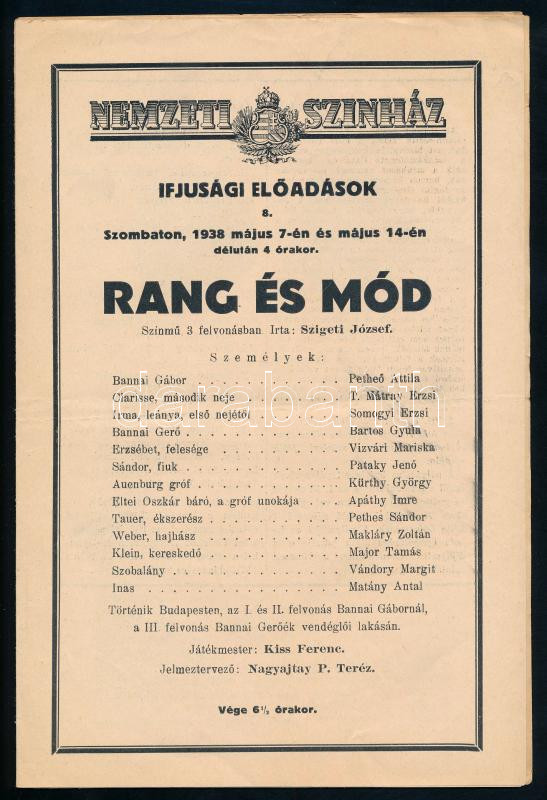 NEMZETI SZINHÁZ
IFJUSÁGI ELŐADÁSOK
8.
Szombaton, 1938 május 7-én és május 14-én
délután 4 órakor.
RANG ÉS MÓD
Színmű 3 felvonásban Irta: Szigeti József.
Személyek:
Bannai Gábor . . . . . . . . . . . Petheő Attila
Clarisse, második neje . . . . . . . . T. Mátray Erzsi
Irma, leánya, első nejétől . . . . . . . Somogyi Erzsi
Bannai Gerő . . . . . . . . . . . . Bartos Gyula
Erzsébet, felesége . . . . . . . . . Vizvári Mariska
Sándor, fiuk . . . . . . . . . . . Pataky Jenő
Auenburg gróf . . . . . . . . . . . Kürthy György
Eltei Oszkár báró, a gróf unokája . . . Apáthy Imre
Tauer, ékszerész . . . . . . . . . . Pethes Sándor
Weber, hajhász . . . . . . . . . . Makláry Zoltán
Klein, kereskedő . . . . . . . . . . Major Tamás
Szobalány . . . . . . . . . . . . Vándory Margit
Inas . . . . . . . . . . . . . . Matány Antal
Történik Budapesten, az I. és II. felvonás Bannai Gábornál,
a III. felvonás Bannai Gerőék vendéglői lakásán.
Játékmester: Kiss Ferenc.
Jelmeztervező: Nagyajtay P. Teréz.
Vége 6 1/2 órakor.
darabanth